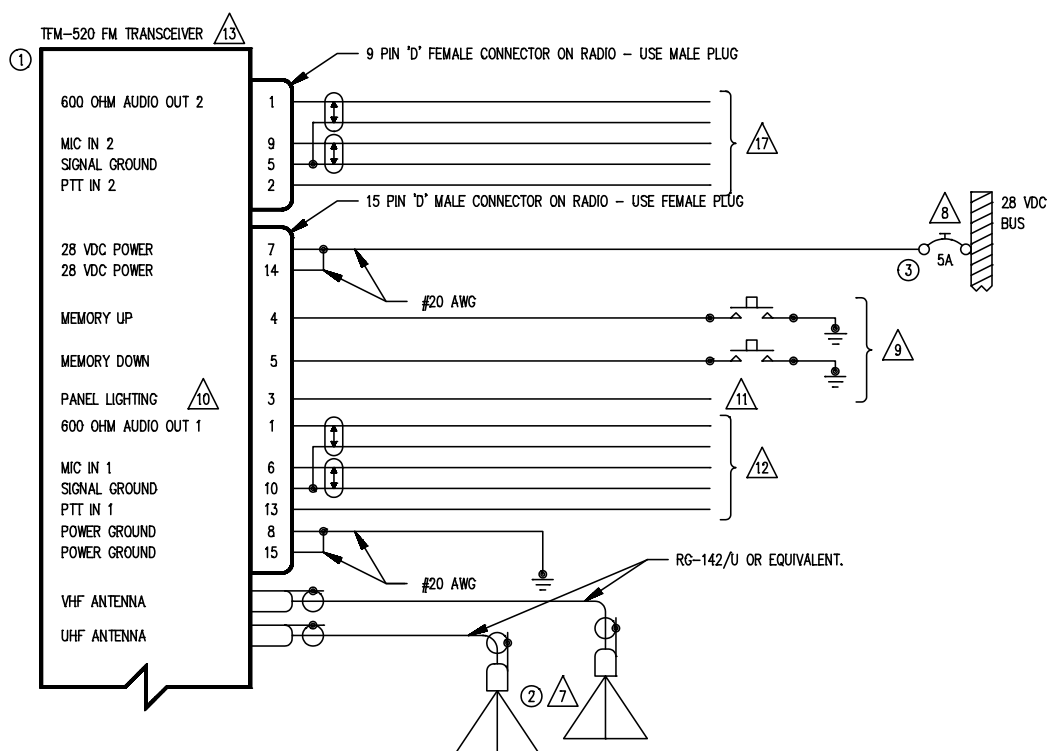 TFM-520 FM TRANSCEIVER 13
1
9 PIN 'D' FEMALE CONNECTOR ON RADIO - USE MALE PLUG
600 OHM AUDIO OUT 2 1
MIC IN 2 9
SIGNAL GROUND 5
PTT IN 2 2
17
15 PIN 'D' MALE CONNECTOR ON RADIO - USE FEMALE PLUG
28 VDC POWER 7
28 VDC POWER 14
#20 AWG
8
5A
3
28 VDC
BUS
MEMORY UP 4
MEMORY DOWN 5
9
PANEL LIGHTING 10 3 11
600 OHM AUDIO OUT 1 1
MIC IN 1 6
SIGNAL GROUND 10
PTT IN 1 13
12
POWER GROUND 8
POWER GROUND 15
#20 AWG
RG-142/U OR EQUIVALENT.
VHF ANTENNA
UHF ANTENNA
2 7